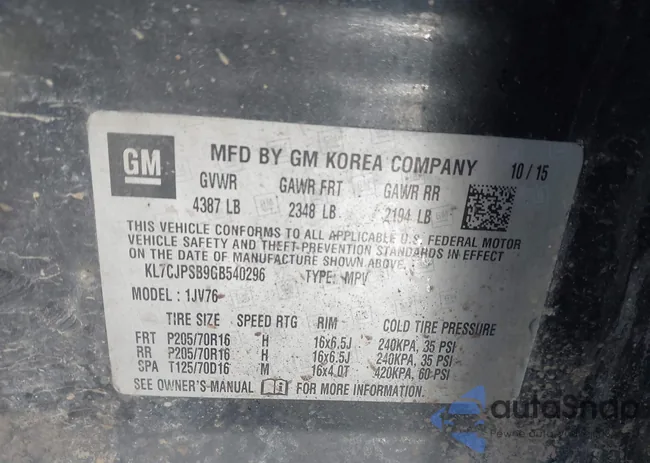 GM
MFD BY GM KOREA COMPANY 10/15
GVWR GAWR FRT GAWR RR
4387 LB 2348 LB 2194 LB
THIS VEHICLE CONFORMS TO ALL APPLICABLE U.S. FEDERAL MOTOR
VEHICLE SAFETY AND THEFT-PREVENTION STANDARDS IN EFFECT
ON THE DATE OF MANUFACTURE SHOWN ABOVE.
KL7CJPSB9GB540296 TYPE: MPV
MODEL: 1JV76
TIRE SIZE SPEED RTG RIM COLD TIRE PRESSURE
FRT P205/70R16 H 16x6.5J 240KPA, 35 PSI
RR P205/70R16 H 16x6.5J 240KPA, 35 PSI
SPA T125/70D16 M 16x4.0T 420KPA, 60 PSI
SEE OWNER'S MANUAL FOR MORE INFORMATION.
autoSnap